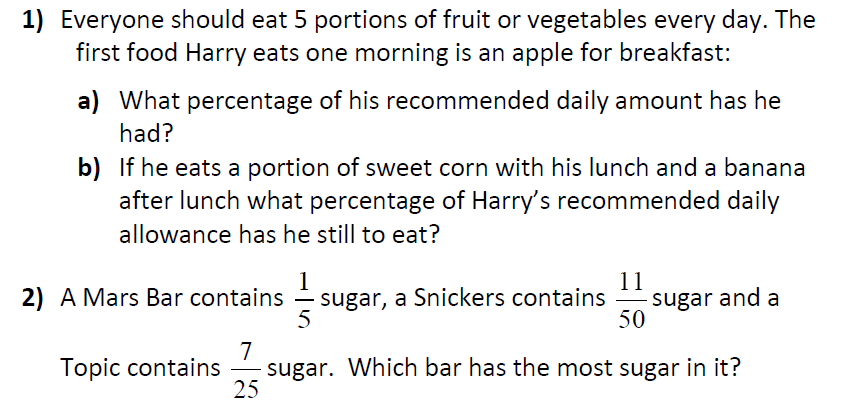 1) Everyone should eat 5 portions of fruit or vegetables every day. The
first food Harry eats one morning is an apple for breakfast:
a) What percentage of his recommended daily amount has he
had?
b) If he eats a portion of sweet corn with his lunch and a banana
after lunch what percentage of Harry's recommended daily
allowance has he still to eat?
2) A Mars Bar contains 1/5 sugar, a Snickers contains 11/50 sugar and a
Topic contains 7/25 sugar. Which bar has the most sugar in it?